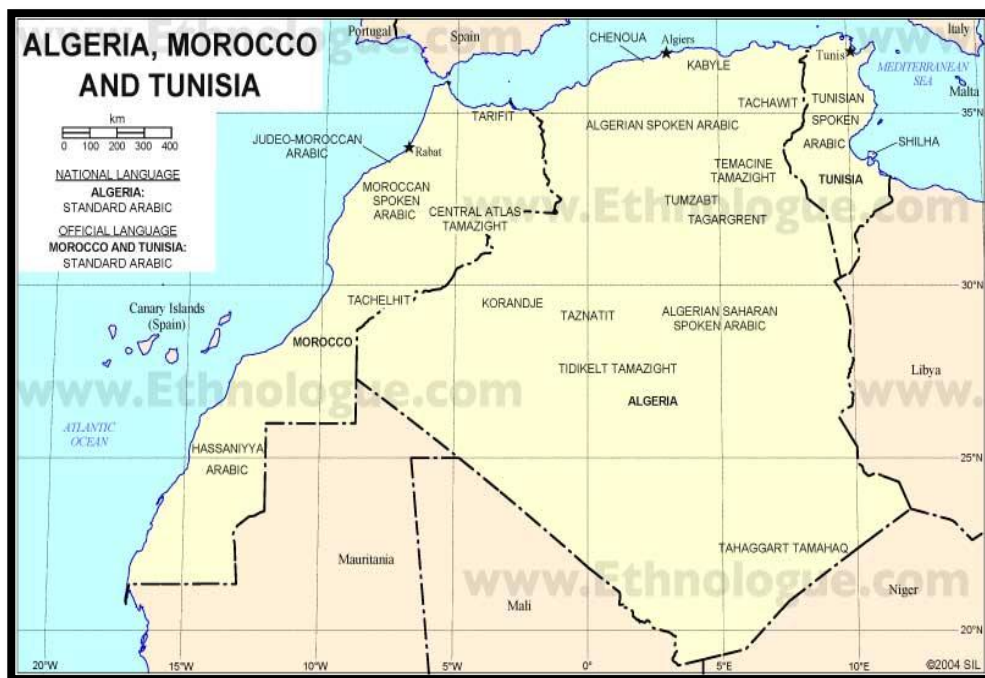 ALGERIA, MOROCCO
AND TUNISIA
km
0 100 200 300 400
NATIONAL LANGUAGE
ALGERIA:
STANDARD ARABIC
OFFICIAL LANGUAGE
MOROCCO AND TUNISIA:
STANDARD ARABIC
www.Ethnologue.com
Portugal
Spain
Italy
CHENOUA
Algiers
KABYLE
Tunis
MEDITERRANEAN
SEA
Malta
TACHAWIT
TUNISIAN
SPOKEN
ARABIC
35°N
TARIFIT
ALGERIAN SPOKEN ARABIC
JUDEO-MOROCCAN
ARABIC
Rabat
SHILHA
TEMACINE
TAMAZIGHT
TUNISIA
MOROCCAN
SPOKEN
ARABIC
TUMZABT
www.Ethnologue.com
CENTRAL ATLAS
TAMAZIGHT
TAGARGRENT
30°N
Canary Islands
(Spain)
TACHELHIT
KORANDJE
TAZNATIT
ALGERIAN SAHARAN
SPOKEN ARABIC
MOROCCO
TIDIKELT TAMAZIGHT
Libya
www.Ethnologue.com
www.
ALGERIA
ATLANTIC
OCEAN
HASSANIYYA
ARABIC
25°N
Mauritania
TAHAGGART TAMAHAQ
www.Ethnologue.com
Mali
Niger
20°N
20°W 15°W 10°W 5°W 0° 5°E 10°E
©2004 SIL